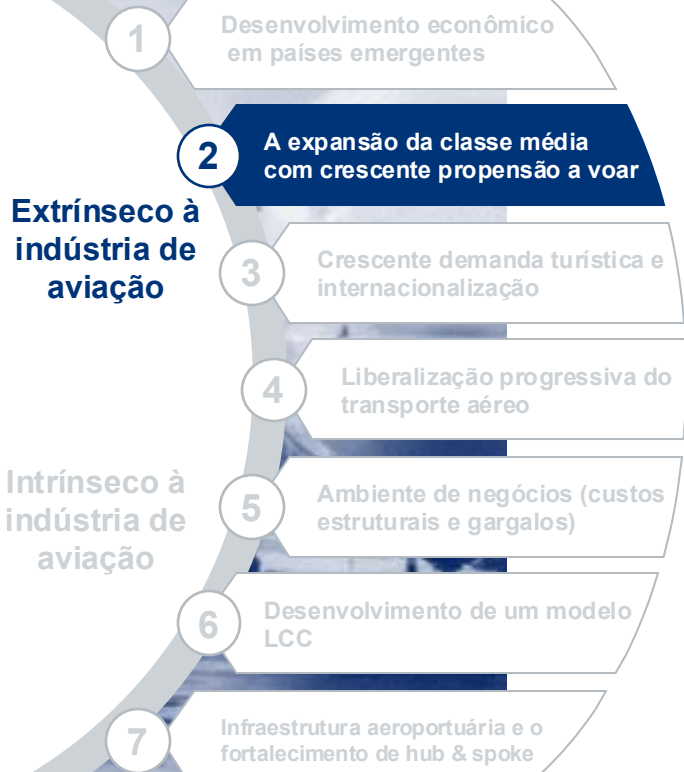 1
Desenvolvimento econômico
em países emergentes
2
A expansão da classe média
com crescente propensão a voar
Extrínseco à
indústria de
aviação
3
Crescente demanda turística e
internacionalização
4
Liberalização progressiva do
transporte aéreo
Intrínseco à
indústria de
aviação
5
Ambiente de negócios (custos
estruturais e gargalos)
6
Desenvolvimento de um modelo
LCC
7
Infraestrutura aeroportuária e o
fortalecimento de hub & spoke